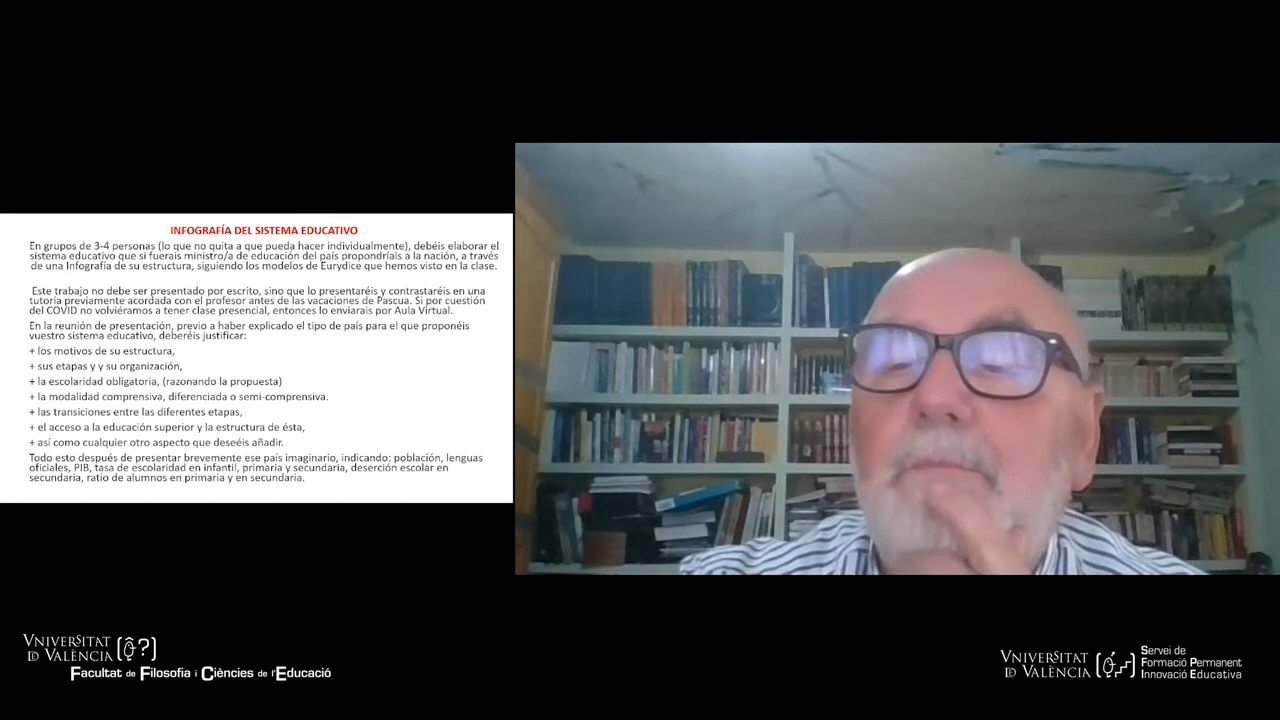 INFOGRAFÍA DEL SISTEMA EDUCATIVO
En grupos de 3-4 personas (lo que no quita a que pueda hacer individualmente), debéis elaborar el
sistema educativo que si fuerais ministro/a de educación del país propondríais a la nación, a través
de una Infografía de su estructura, siguiendo los modelos de Eurydice que hemos visto en la clase.
Este trabajo no debe ser presentado por escrito, sino que lo presentaréis y contrastaréis en una
tutoría previamente acordada con el profesor antes de las vacaciones de Pascua. Si por cuestión
del COVID no volviéramos a tener clase presencial, entonces lo enviarais por Aula Virtual.
En la reunión de presentación, previo a haber explicado el tipo de país para el que proponéis
vuestro sistema educativo, deberéis justificar:
+ los motivos de su estructura,
+ sus etapas y y su organización,
+ la escolaridad obligatoria, (razonando la propuesta)
+ la modalidad comprensiva, diferenciada o semi-comprensiva.
+ las transiciones entre las diferentes etapas,
+ el acceso a la educación superior y la estructura de ésta,
+ así como cualquier otro aspecto que deseéis añadir.
Todo esto después de presentar brevemente ese país imaginario, indicando: población, lenguas
oficiales, PIB, tasa de escolaridad en infantil, primaria y secundaria, deserción escolar en
secundaria, ratio de alumnos en primaria y en secundaria.
VNIVERSITAT
ID VALÈNCIA
Facultat de Filosofia i Ciències de l'Educació
VNIVERSITAT
ID VALÈNCIA
Servei de
Formació Permanent
Innovació Educativa